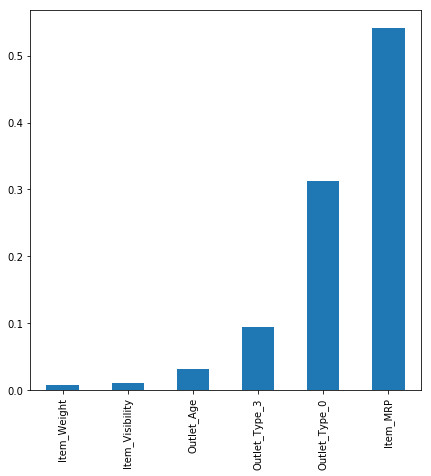 0.5
0.4
0.3
0.2
0.1
0.0
Item_Weight
Item_Visibility
Outlet_Age
Outlet_Type_3
Outlet_Type_0
Item_MRP